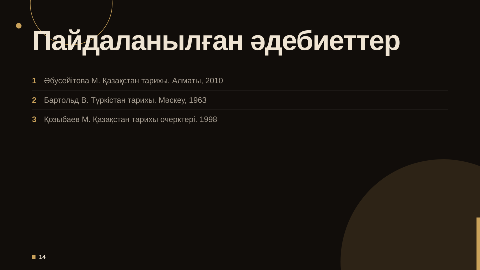 Пайдаланылған әдебиеттер
1 Әбусейітова М. Қазақстан тарихы. Алматы, 2010
2 Бартольд В. Түркістан тарихы. Мәскеу, 1963
3 Қозыбаев М. Қазақстан тарихы очерктері. 1998
14